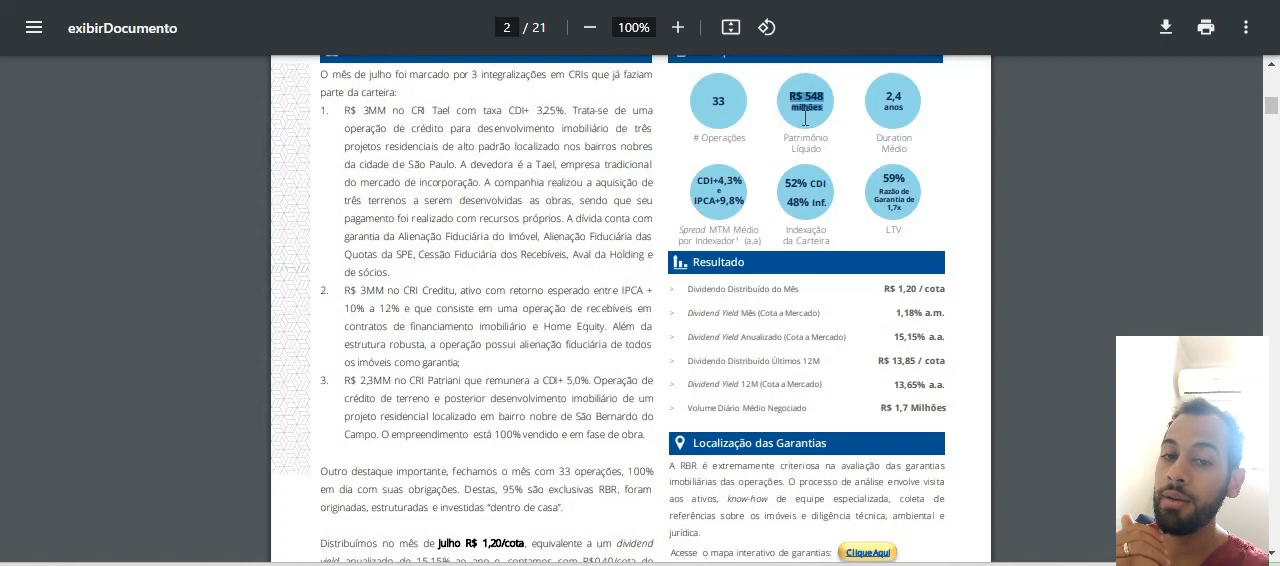 exibirDocumento
2 / 21
100%
O mês de julho foi marcado por 3 integralizações em CRIs que já faziam
parte da carteira:
1. R$ 3MM no CRI Tael com taxa CDI+ 3,25%. Trata-se de uma
operação de crédito para desenvolvimento imobiliário de três
projetos residenciais de alto padrão localizado nos bairros nobres
da cidade de São Paulo. A devedora é a Tael, empresa tradicional
do mercado de incorporação. A companhia realizou a aquisição de
três terrenos a serem desenvolvidas as obras, sendo que seu
pagamento foi realizado com recursos próprios. A dívida conta com
garantia da Alienação Fiduciária do Imóvel, Alienação Fiduciária das
Quotas da SPE, Cessão Fiduciária dos Recebíveis, Aval da Holding e
de sócios.
2. R$ 3MM no CRI Creditu, ativo com retorno esperado entre IPCA +
10% a 12% e que consiste em uma operação de recebíveis em
contratos de financiamento imobiliário e Home Equity. Além da
estrutura robusta, a operação possui alienação fiduciária de todos
os imóveis como garantia;
3. R$ 2,3MM no CRI Patriani que remunera a CDI+ 5,0%. Operação de
crédito de terreno e posterior desenvolvimento imobiliário de um
projeto residencial localizado em bairro nobre de São Bernardo do
Campo. O empreendimento está 100% vendido e em fase de obra.
Outro destaque importante, fechamos o mês com 33 operações, 100%
em dia com suas obrigações. Destas, 95% são exclusivas RBR, foram
originadas, estruturadas e investidas “dentro de casa”.
Distribuímos no mês de julho R$ 1,20/cota, equivalente a um dividend
yield anualizado de 15,15% ao ano e contamos com R$0,40/cota de
33
# Operações
R$ 548
milhões
Patrimônio
Líquido
2,4
anos
Duration
Médio
CDI+4,3%
e
IPCA+9,8%
Spread MTM Médio
por Indexador¹ (a.a)
52% CDI
48% Inf.
Indexação
da Carteira
59%
Razão de
Garantia de
1,7x
LTV
Resultado
> Dividendo Distribuído do Mês R$ 1,20 / cota
> Dividend Yield Mês (Cota a Mercado) 1,18% a.m.
> Dividend Yield Anualizado (Cota a Mercado) 15,15% a.a.
> Dividendo Distribuído Últimos 12M R$ 13,85 / cota
> Dividend Yield 12M (Cota a Mercado) 13,65% a.a.
> Volume Diário Médio Negociado R$ 1,7 Milhões
Localização das Garantias
A RBR é extremamente criteriosa na avaliação das garantias
imobiliárias das operações. O processo de análise envolve visita
aos ativos, know-how de equipe especializada, coleta de
referências sobre os imóveis e diligência técnica, ambiental e
jurídica.
Acesse o mapa interativo de garantias: Clique Aqui